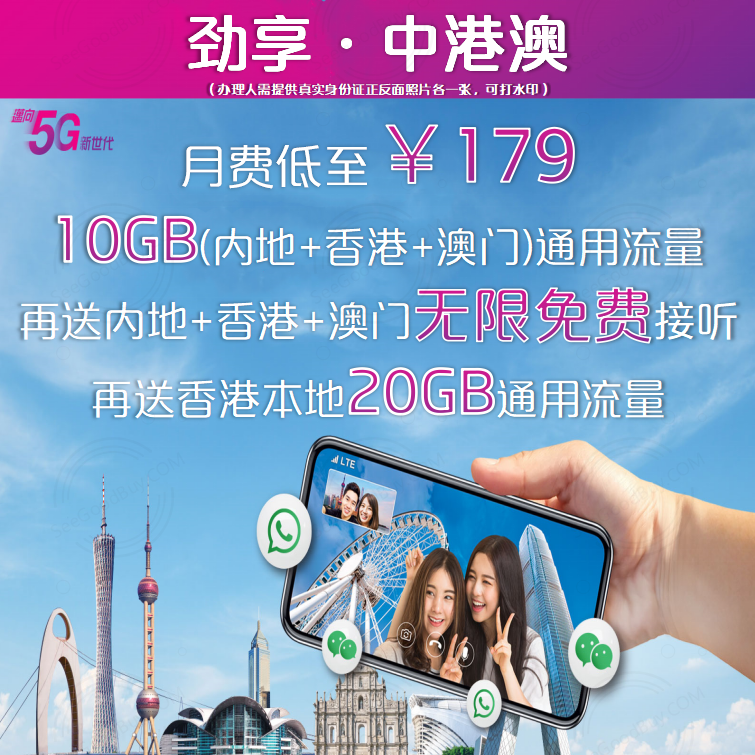 劲享·中港澳
（办理人需提供真实身份证正反面照片各一张，可打水印）
邁向5G新世代
月费低至￥179
10GB(内地+香港+澳门)通用流量
再送内地+香港+澳门无限免费接听
再送香港本地20GB通用流量
LTE